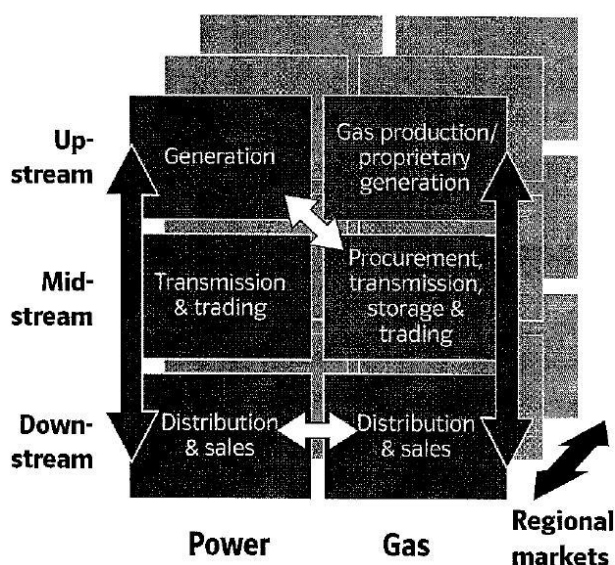 Up-
stream
Generation
Gas production/
proprietary
generation
Mid-
stream
Transmission
& trading
Procurement,
transmission,
storage &
trading
Down-
stream
Distribution
& sales
Distribution
& sales
Power
Gas
Regional
markets